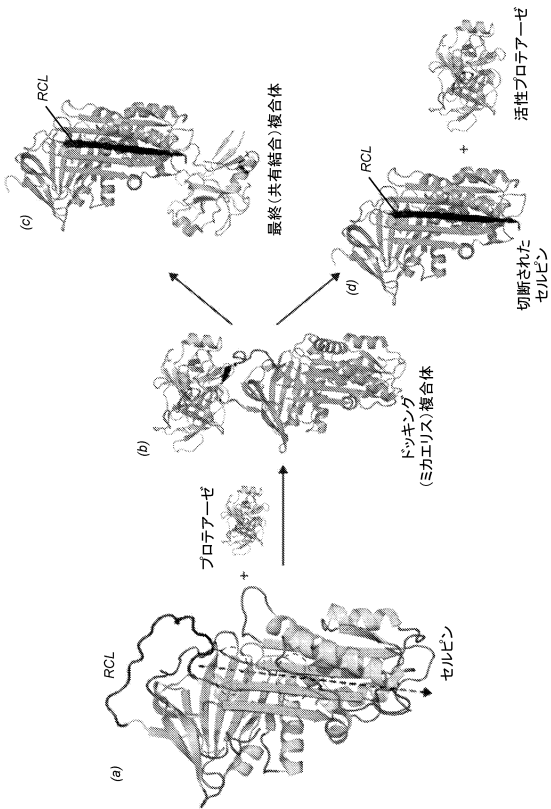 (a)
RCL
セルピン
+
プロテアーゼ
(b)
ドッキング
(ミカエリス)複合体
(c)
RCL
最終(共有結合)複合体
(d)
RCL
切断された
セルピン
+
活性プロテアーゼ